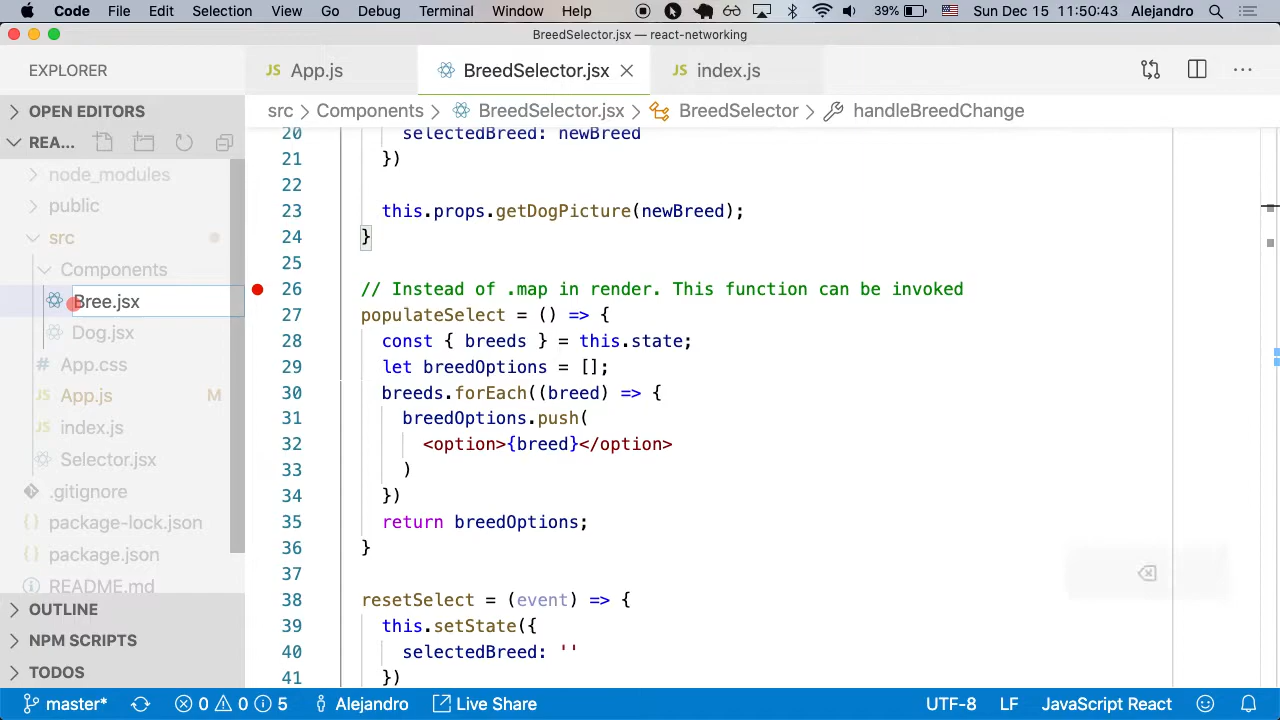 Code File Edit Selection View Go Debug Terminal Window Help 39% Sun Dec 15 11:50:43 Alejandro
BreedSelector.jsx — react-networking
EXPLORER
JS App.js
BreedSelector.jsx
JS index.js
OPEN EDITORS
src > Components > BreedSelector.jsx > BreedSelector > handleBreedChange
REA...
node_modules
public
src
Components
Bree.jsx
Dog.jsx
# App.css
JS App.js M
JS index.js
Selector.jsx
.gitignore
{} package-lock.json
{} package.json
README.md
OUTLINE
NPM SCRIPTS
TODOS
20 selectedBreed: newBreed
21 })
22
23 this.props.getDogPicture(newBreed);
24 }
25
26 // Instead of .map in render. This function can be invoked
27 populateSelect = () => {
28 const { breeds } = this.state;
29 let breedOptions = [];
30 breeds.forEach((breed) => {
31 breedOptions.push(
32 <option>{breed}</option>
33 )
34 })
35 return breedOptions;
36 }
37
38 resetSelect = (event) => {
39 this.setState({
40 selectedBreed: ''
41 })
master* 0 0 5 Alejandro Live Share UTF-8 LF JavaScript React